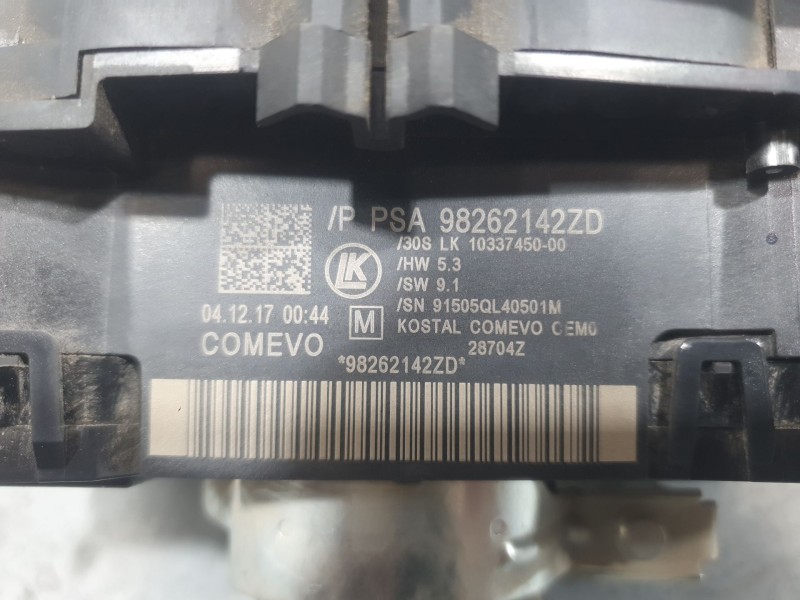 /P PSA 98262142ZD
/30S LK 10337450-00
LK
/HW 5.3
/SW 9.1
04.12.17 00:44
/SN 91505QL40501M
M
KOSTAL COMEVO CEM0
COMEVO
28704Z
*98262142ZD*